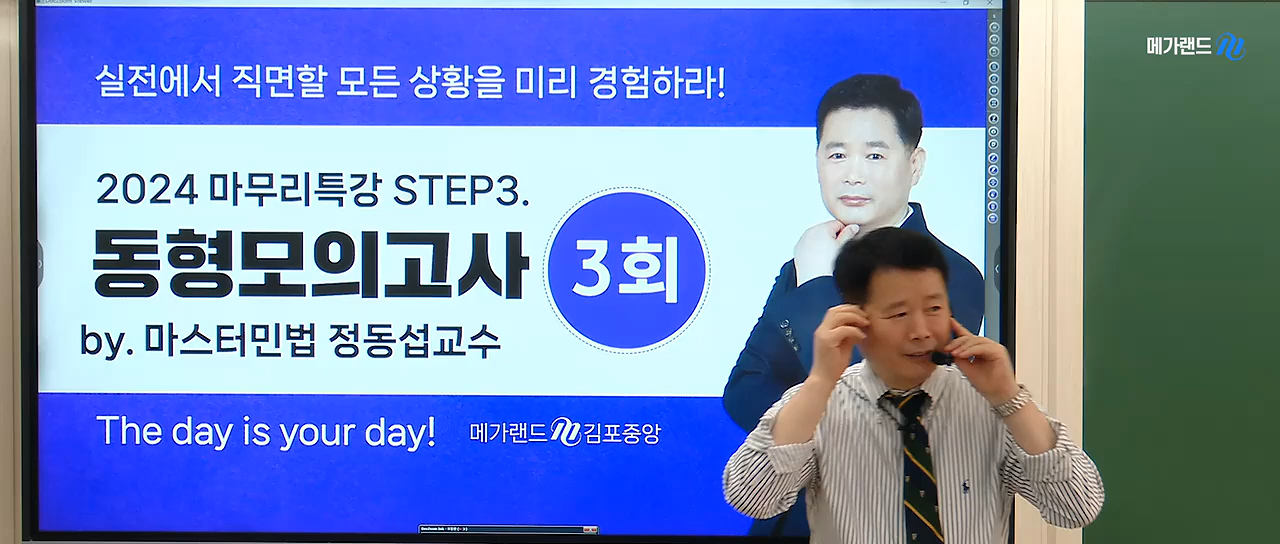 메가랜드
실전에서 직면할 모든 상황을 미리 경험하라!
2024 마무리특강 STEP3.
동형모의고사 3회
by. 마스터민법 정동섭교수
The day is your day!
메가랜드 김포중앙